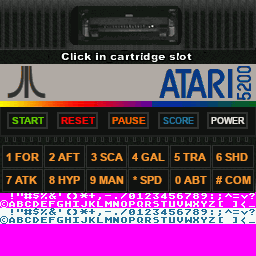 Click in cartridge slot
ATARI 5200
START RESET PAUSE SCORE POWER
1 FOR 2 AFT 3 SCA 4 GAL 5 TRA 6 SHD
7 ATK 8 HYP 9 MAN * SPD 0 ABT # COM
!"#$%&'()*+,-./0123456789:;^=v?
©ABCDEFGHIJKLMNOPQRSTUVWXYZ[]<
!"#$%&'()*+,-./0123456789:;^=v?
©ABCDEFGHIJKLMNOPQRSTUVWXYZ[]<